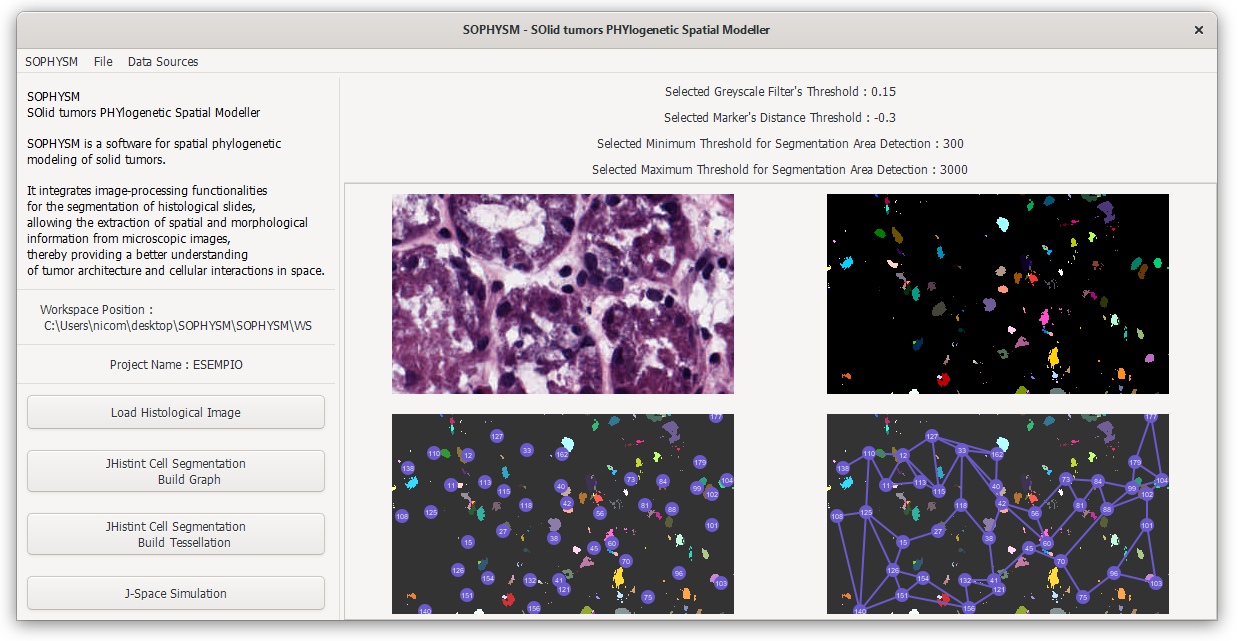 SOPHYSM - SOlid tumors PHYlogenetic Spatial Modeller
SOPHYSM File Data Sources
SOPHYSM
SOlid tumors PHYlogenetic Spatial Modeller
SOPHYSM is a software for spatial phylogenetic
modeling of solid tumors.
It integrates image-processing functionalities
for the segmentation of histological slides,
allowing the extraction of spatial and morphological
information from microscopic images,
thereby providing a better understanding
of tumor architecture and cellular interactions in space.
Workspace Position :
C:\Users\nicom\desktop\SOPHYSM\SOPHYSM\WS
Project Name : ESEMPIO
Load Histological Image
JHistint Cell Segmentation
Build Graph
JHistint Cell Segmentation
Build Tessellation
J-Space Simulation
Selected Greyscale Filter's Threshold : 0.15
Selected Marker's Distance Threshold : -0.3
Selected Minimum Threshold for Segmentation Area Detection : 300
Selected Maximum Threshold for Segmentation Area Detection : 3000
177
127
110 12 33 162
138 179
11 113 115 40 73 84 99 102 104
108 125 118 42 56 81 88
101
15 27 38 45 60
70
126 154 132 41 121 96 103
151 75
140 156
177
127
110 12 33 162
138 179
11 113 115 40 73 84 99 102 104
108 125 118 42 56 81 88
101
15 27 38 45 60
70
126 154 132 41 121 96 103
151 75
140 156